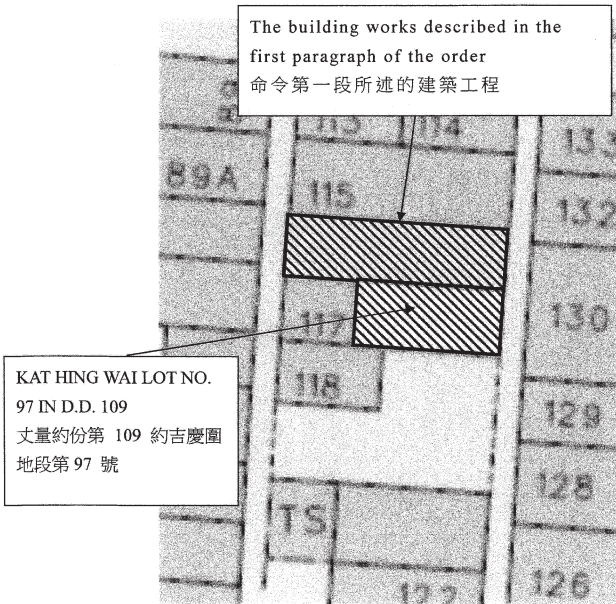 The building works described in the
first paragraph of the order
命令第一段所述的建築工程
113
114
133
89A
115
132
117
130
KAT HING WAI LOT NO.
97 IN D.D. 109
丈量約份第 109 約吉慶圍
地段第 97 號
118
129
128
TS
122
126